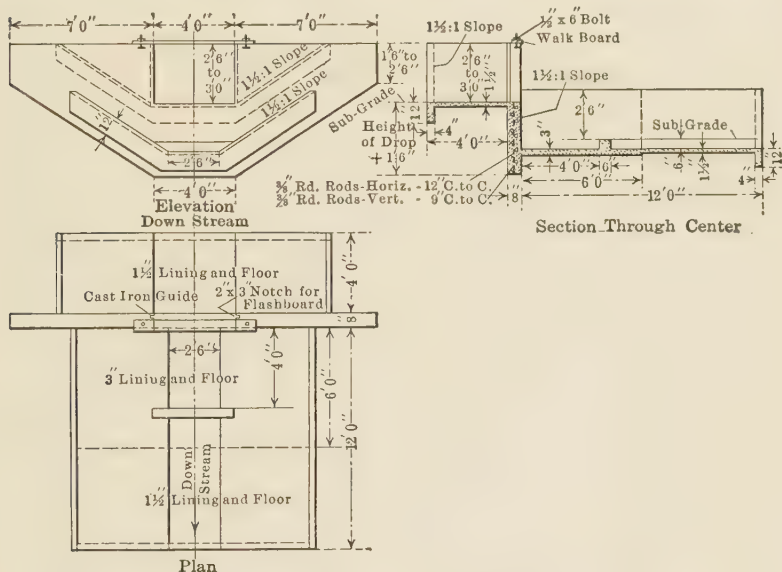 7′0″ 4′0″ 7′0″
2′6″
to
3′0″
1½:1 Slope
1½:1 Slope
12″
2′6″
4′0″
Elevation
Down Stream
1′6″to
2′6″
Sub-Grade
Height
of Drop
+ 1′6″
1½:1 Slope
2′6″
to
3′0″
1½″
½″ x 6″ Bolt
Walk Board
1½:1 Slope
12″
4″
4′0″
2′6″
Sub-Grade
3″
4′0″ 6″
6″
1½″
12″
6′0″
4″
8″
12′0″
⅜″ Rd. Rods-Horiz. - 12″C.to C.
⅜″ Rd. Rods-Vert. - 9″C.to C.
Section Through Center
1½″ Lining and Floor
Cast Iron Guide
2″x 3″ Notch for
Flashboard
4′0″
8″
2′6″
3″ Lining and Floor
4′0″
6′0″
12′0″
Down
Stream
1½″ Lining and Floor
Plan